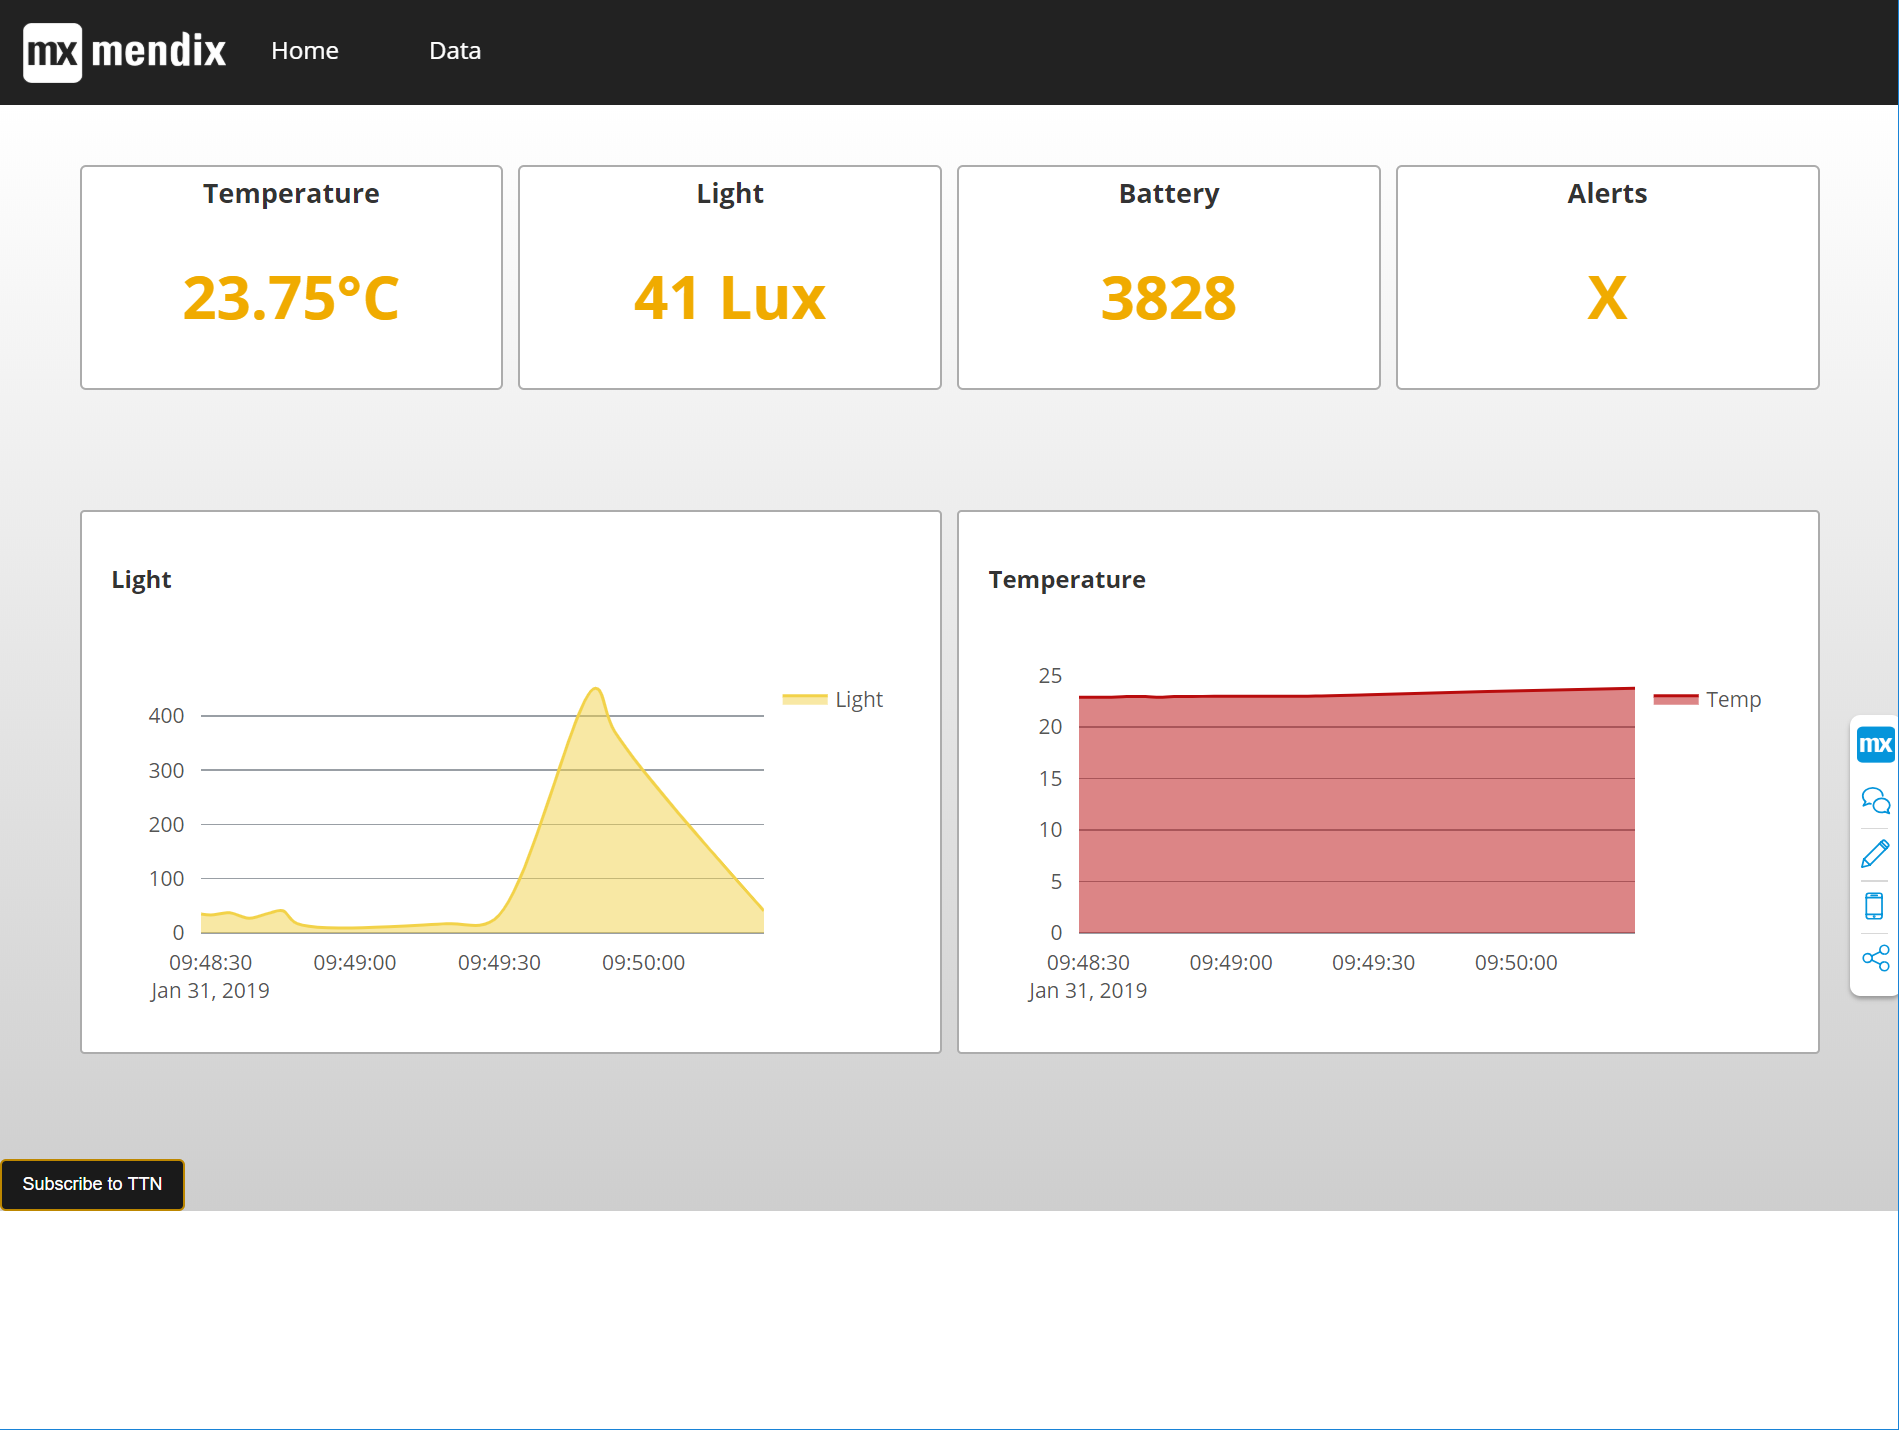 mx mendix Home Data
Temperature
23.75°C
Light
41 Lux
Battery
3828
Alerts
X
Light
400
300
200
100
0
09:48:30 09:49:00 09:49:30 09:50:00
Jan 31, 2019
Light
Temperature
25
20
15
10
5
0
09:48:30 09:49:00 09:49:30 09:50:00
Jan 31, 2019
Temp
mx
Subscribe to TTN